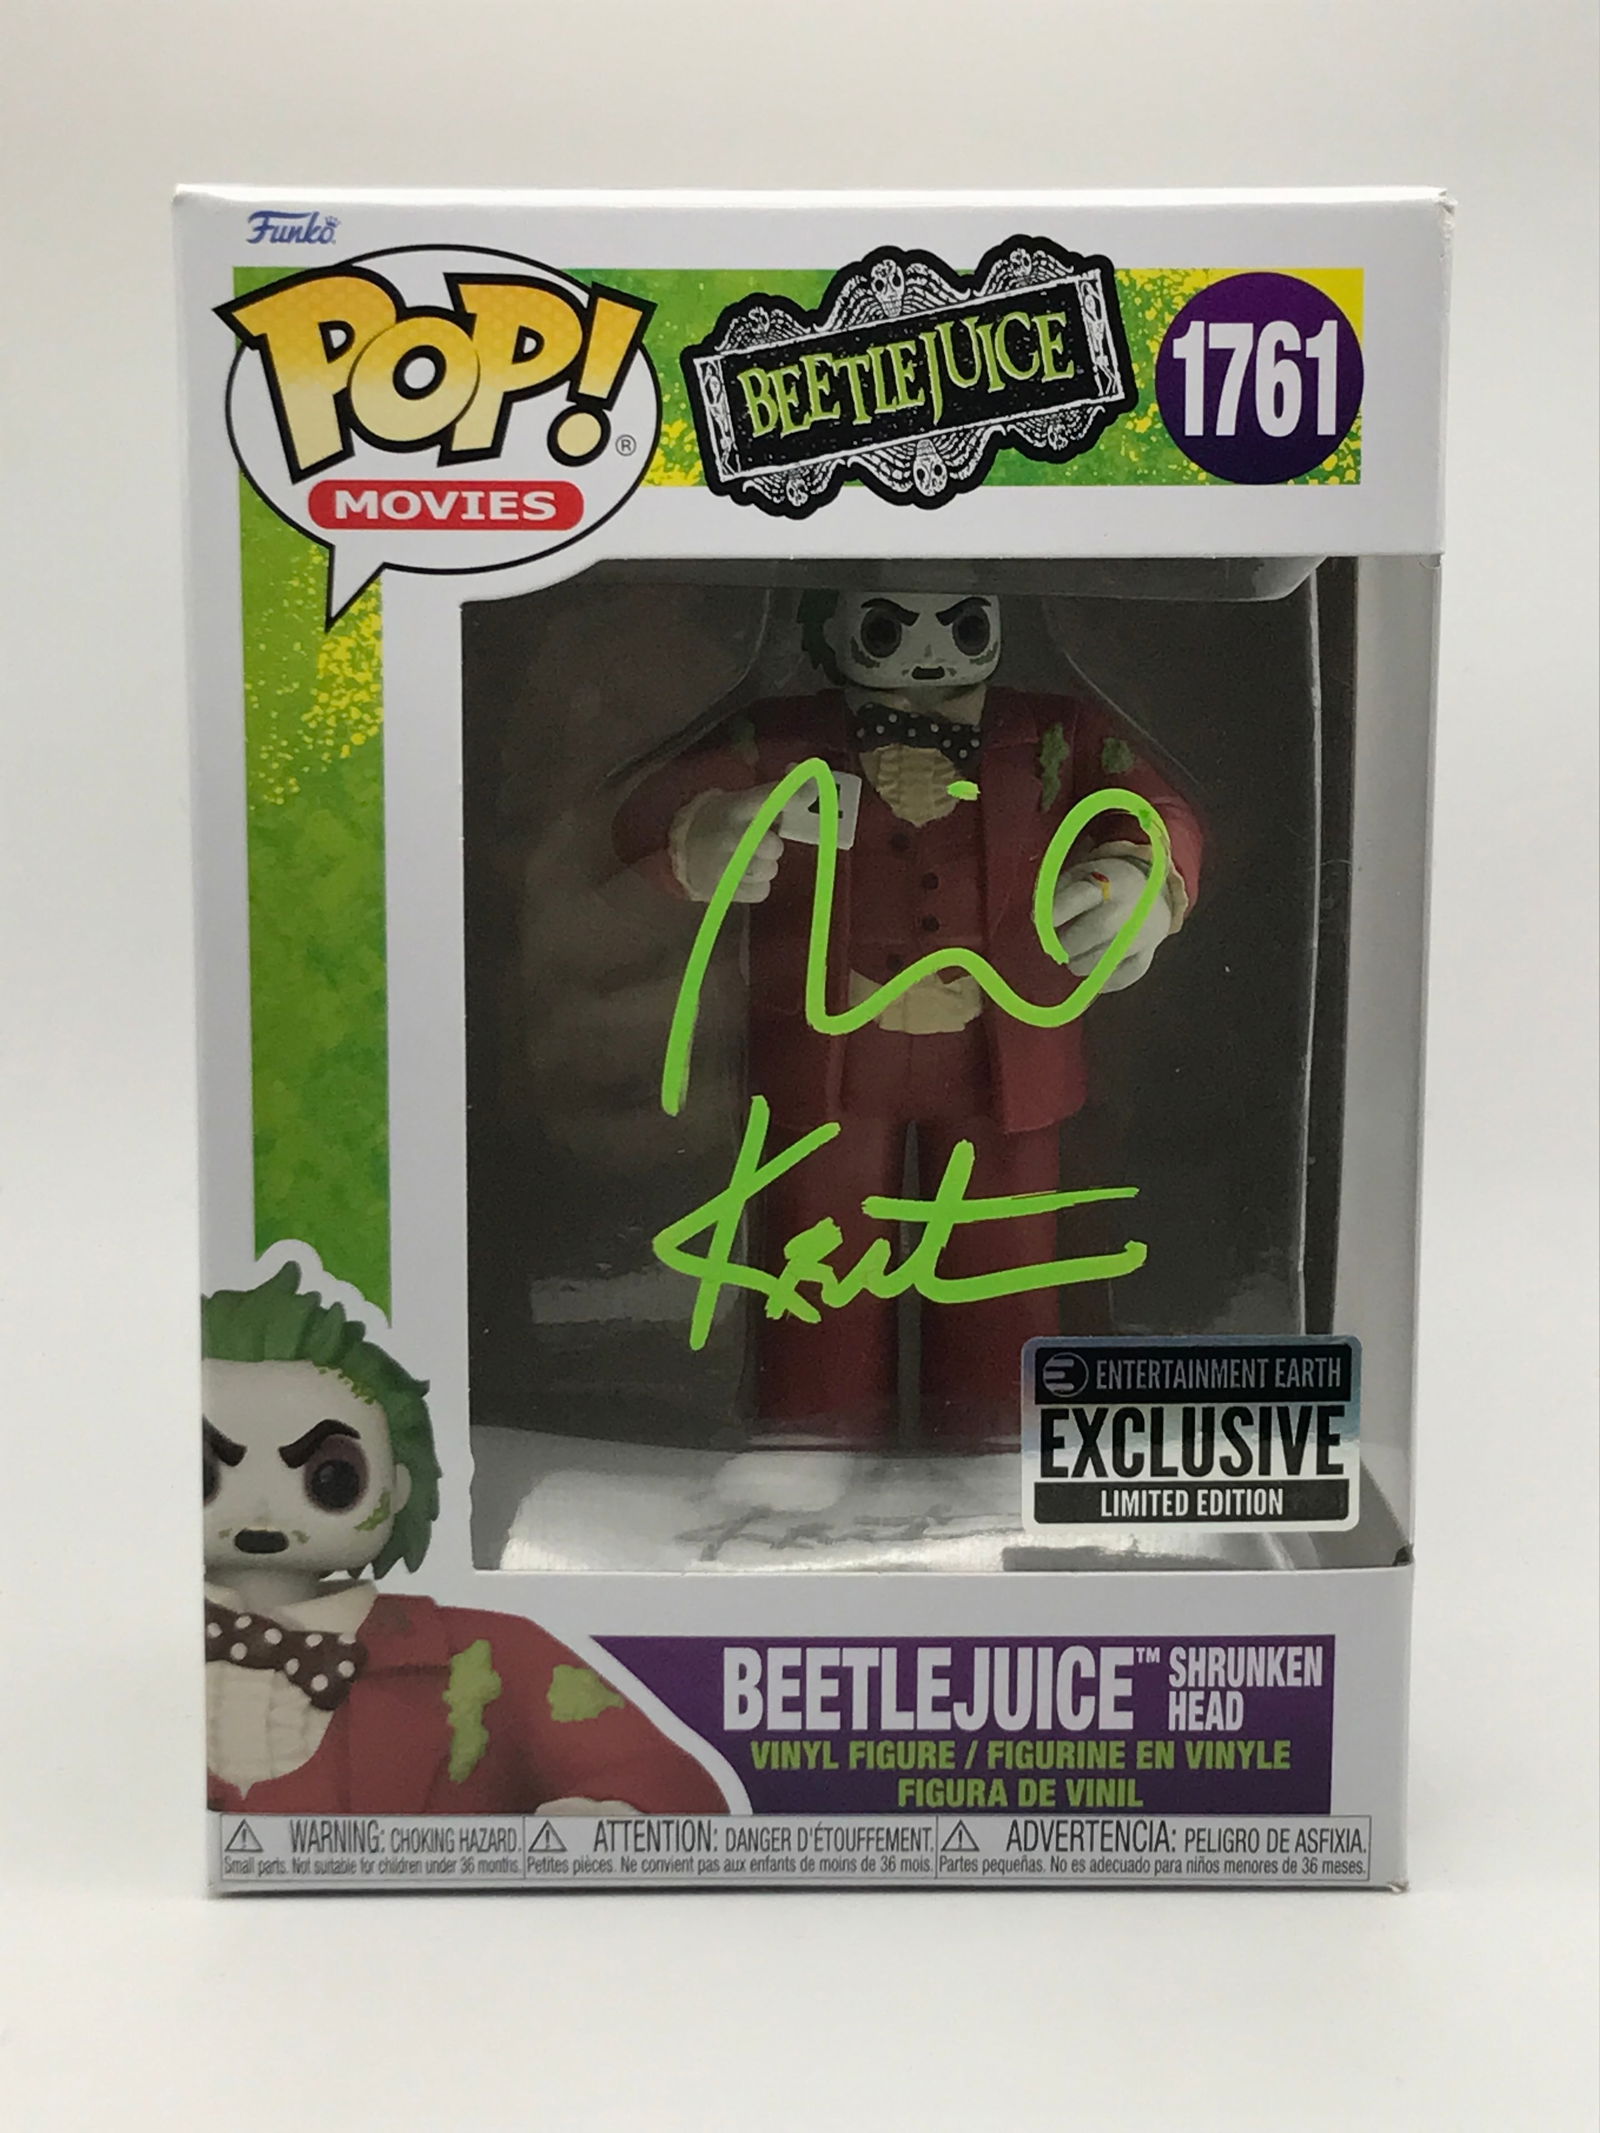 Funko
POP! ®
MOVIES
BEETLEJUICE
1761
4
ENTERTAINMENT EARTH
EXCLUSIVE
LIMITED EDITION
BEETLEJUICE™ SHRUNKEN
HEAD
VINYL FIGURE / FIGURINE EN VINYLE
FIGURA DE VINIL
WARNING: CHOKING HAZARD.
Small parts. Not suitable for children under 36 months.
ATTENTION: DANGER D'ÉTOUFFEMENT.
Petites pièces. Ne convient pas aux enfants de moins de 36 mois.
ADVERTENCIA: PELIGRO DE ASFIXIA.
Partes pequeñas. No es adecuado para niños menores de 36 meses.